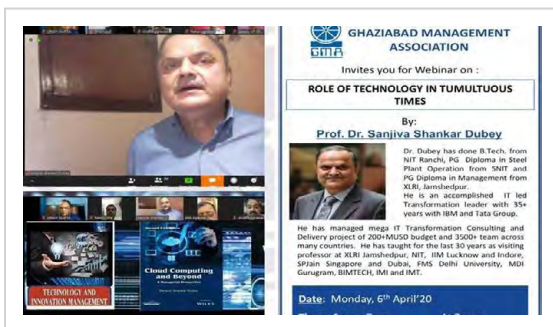 GHAZIABAD MANAGEMENT
ASSOCIATION
Invites you for Webinar on :
ROLE OF TECHNOLOGY IN TUMULTUOUS
TIMES
By:
Prof. Dr. Sanjiva Shankar Dubey
Dr. Dubey has done B.Tech. from
NIT Ranchi, PG Diploma in Steel
Plant Operation from SNIT and
PG Diploma in Management from
XLRI, Jamshedpur.
He is an accomplished IT led
Transformation leader with 35+
years with IBM and Tata Group.
He has managed mega IT Transformation Consulting and
Delivery project of 200+MUSD budget and 3500+ team across
many countries. He has taught for the last 30 years as visiting
professor at XLRI Jamshedpur, NIT, IIM Lucknow and Indore,
SPJain Singapore and Dubai, FMS Delhi University, MDI
Gurugram, BIMTECH, IMI and IMT.
Date: Monday, 6th April'20
Cloud Computing
and Beyond
WILEY
TECHNOLOGY AND
INNOVATION MANAGEMENT